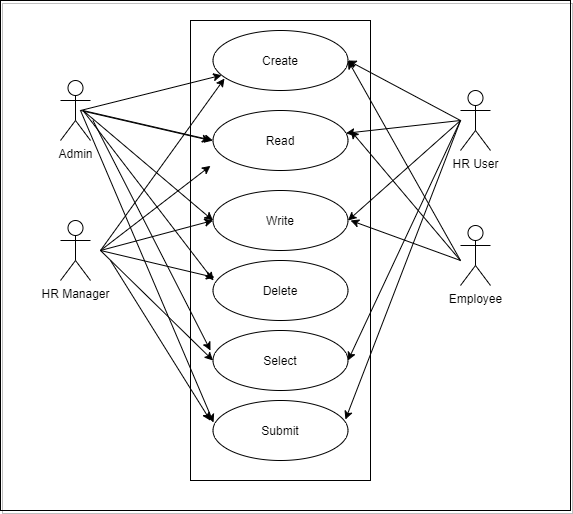 Create
Read
Admin
HR User
Write
HR Manager
Delete
Employee
Select
Submit